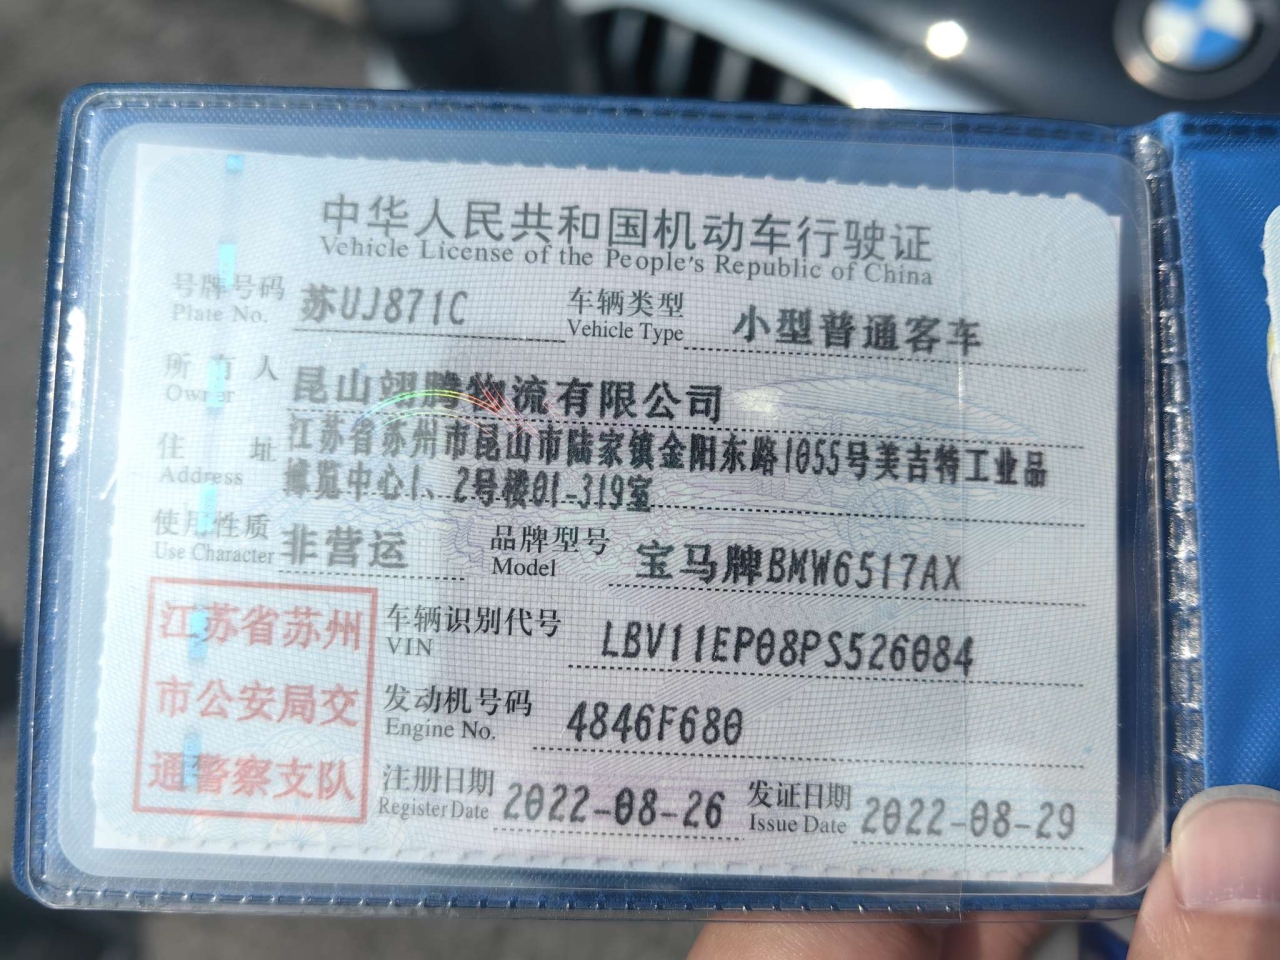 中华人民共和国机动车行驶证
Vehicle License of the People's Republic of China
号牌号码 苏UJ871C 车辆类型 小型普通客车
Plate No. Vehicle Type
所有人 昆山翊腾物流有限公司
Owner
住址 江苏省苏州市昆山市陆家镇金阳东路1055号美吉特工业品
Address 博览中心1、2号楼01-319室
使用性质 非营运 品牌型号 宝马牌BMW6517AX
Use Character Model
江苏省苏州
市公安局交
通警察支队
车辆识别代号 LBV11EP08PS526084
VIN
发动机号码 4846F680
Engine No.
注册日期 2022-08-26 发证日期 2022-08-29
Register Date Issue Date